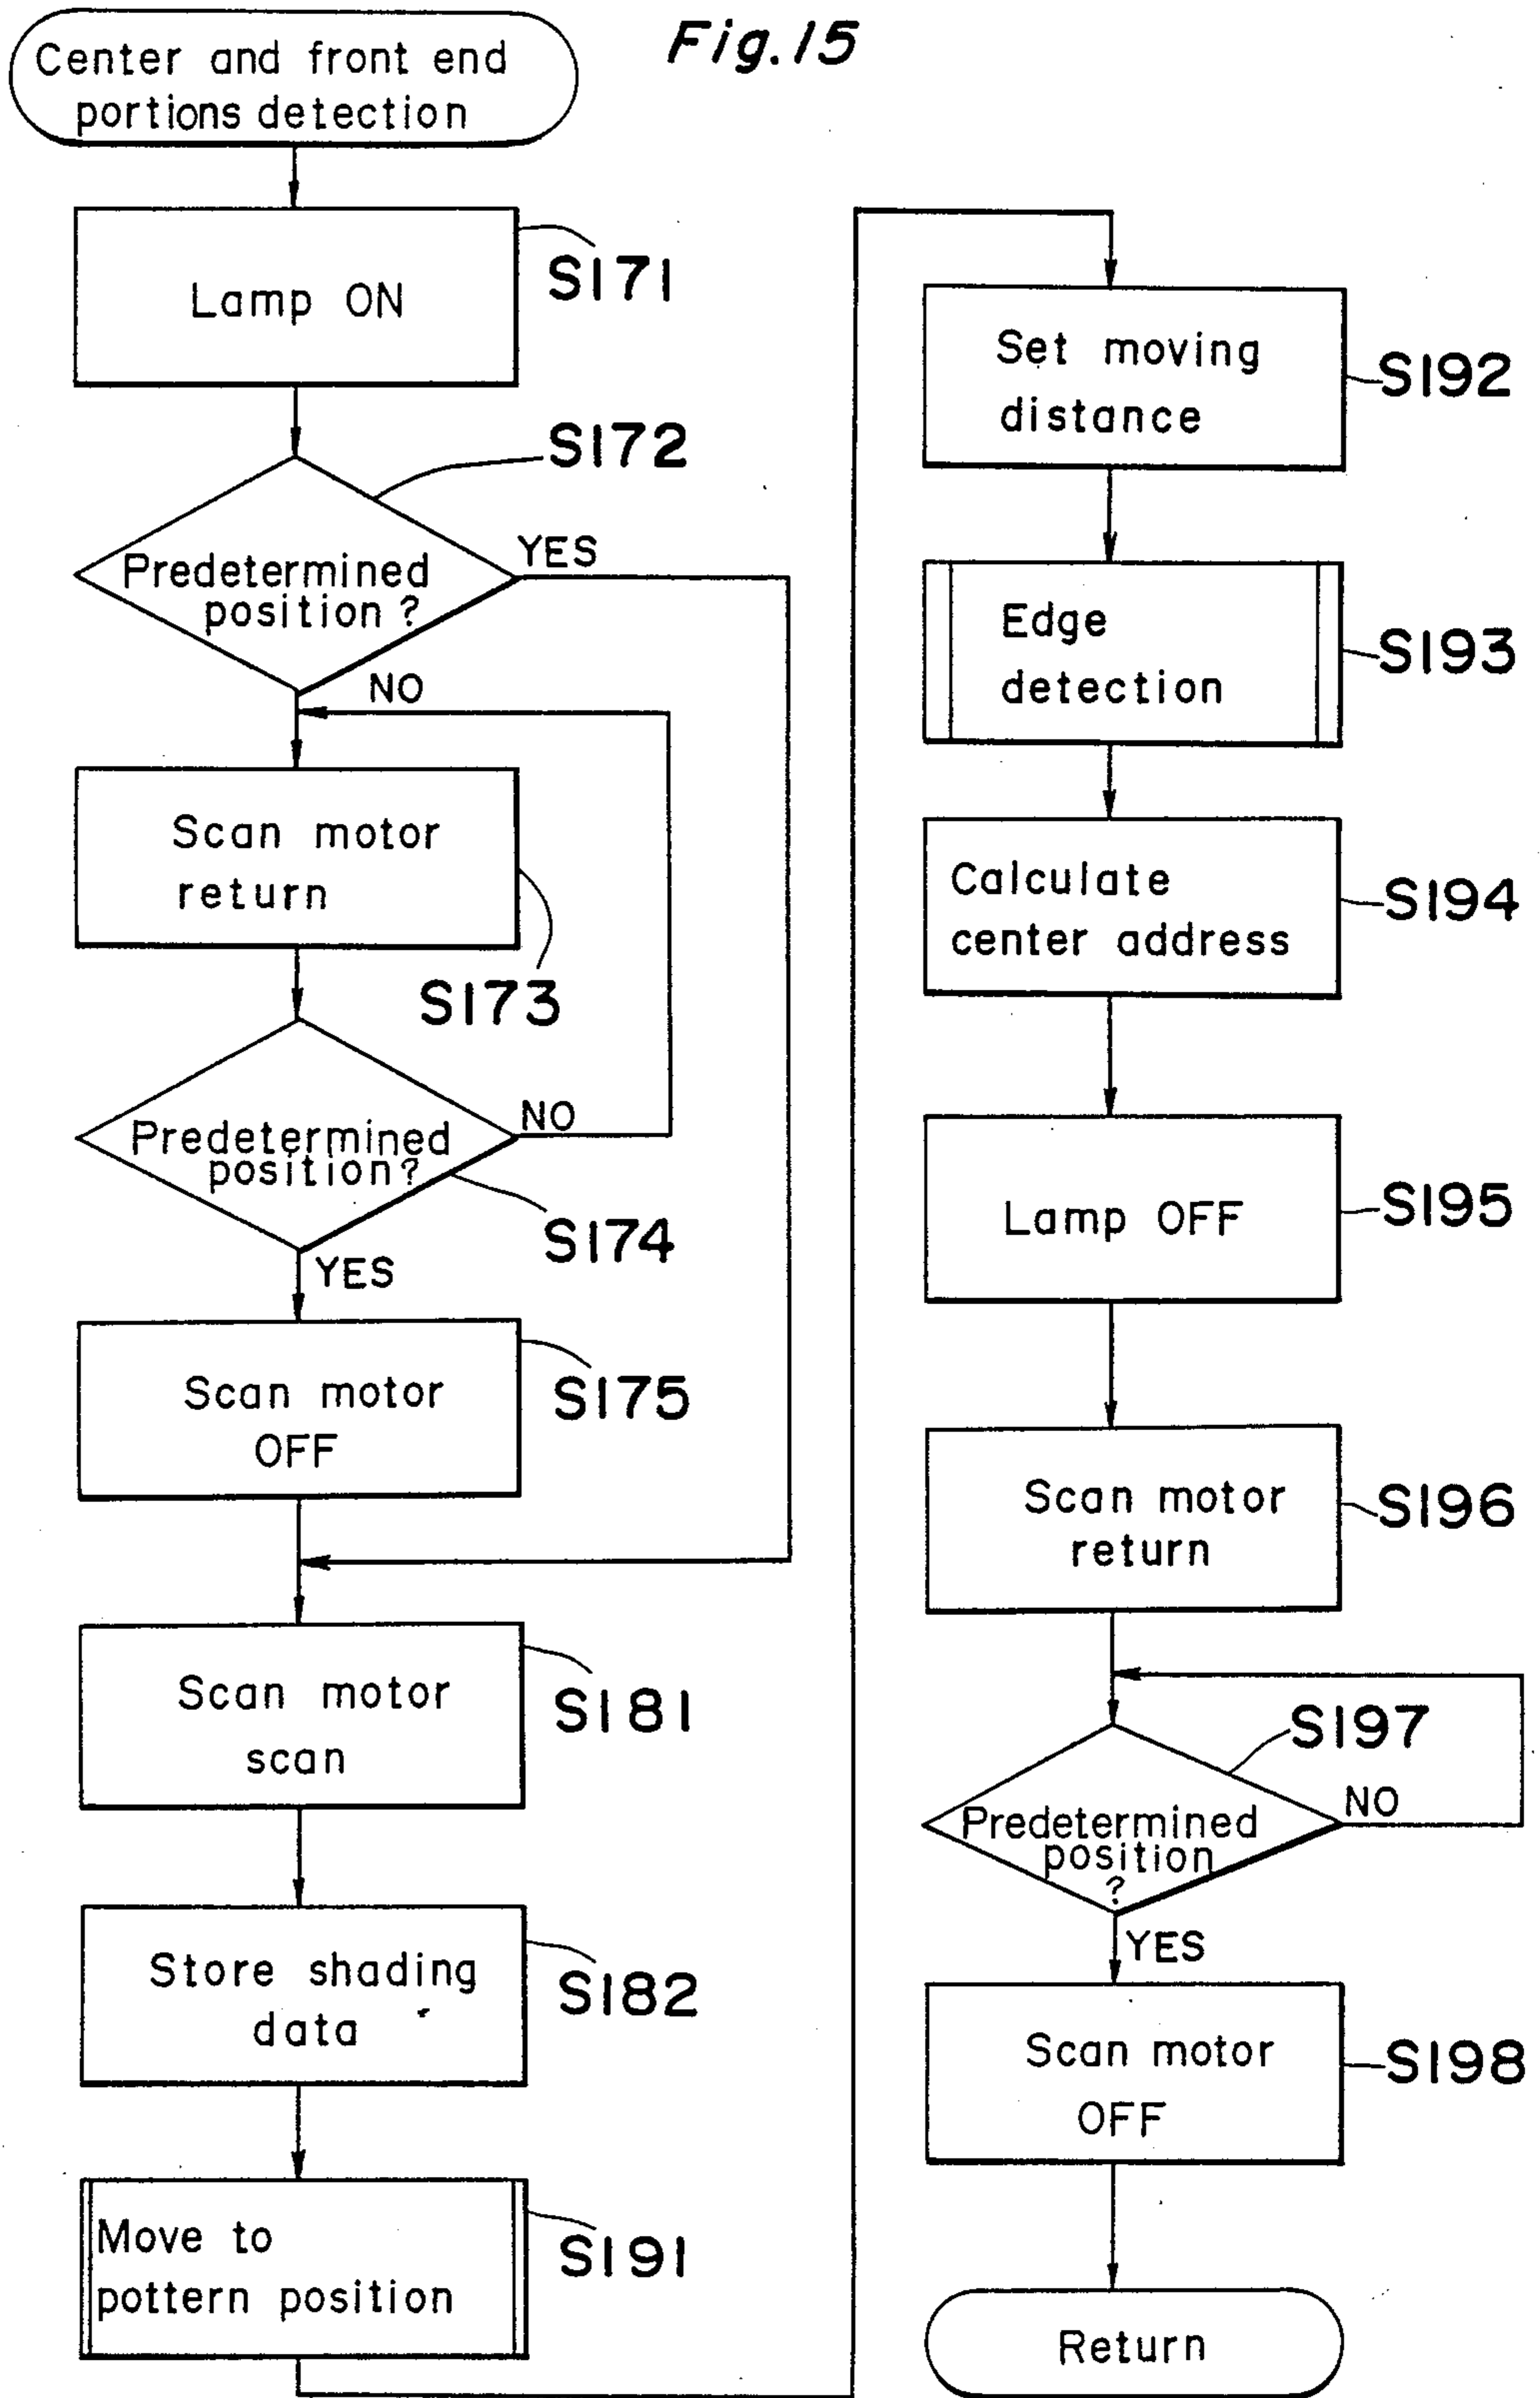 Fig.15
Center and front end
portions detection
Lamp ON
S171
S172
Predetermined
position?
YES
NO
Scan motor
return
S173
Predetermined
position?
NO
S174
YES
Scan motor
OFF
S175
Scan motor
scan
S181
Store shading
data
S182
Move to
pottern position
S191
Set moving
distance
S192
Edge
detection
S193
Calculate
center address
S194
Lamp OFF
S195
Scan motor
return
S196
S197
Predetermined
position
?
NO
YES
Scan motor
OFF
S198
Return